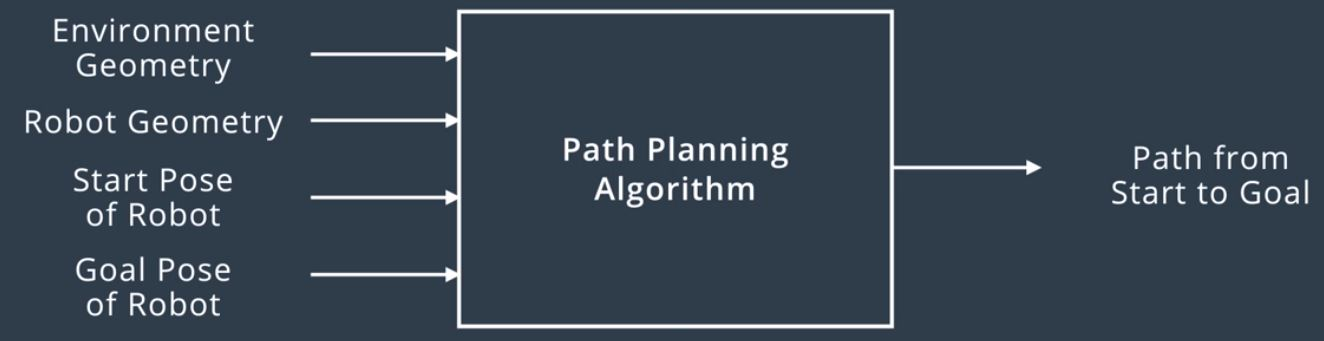 Environment
Geometry
Robot Geometry
Start Pose
of Robot
Goal Pose
of Robot
Path Planning
Algorithm
Path from
Start to Goal